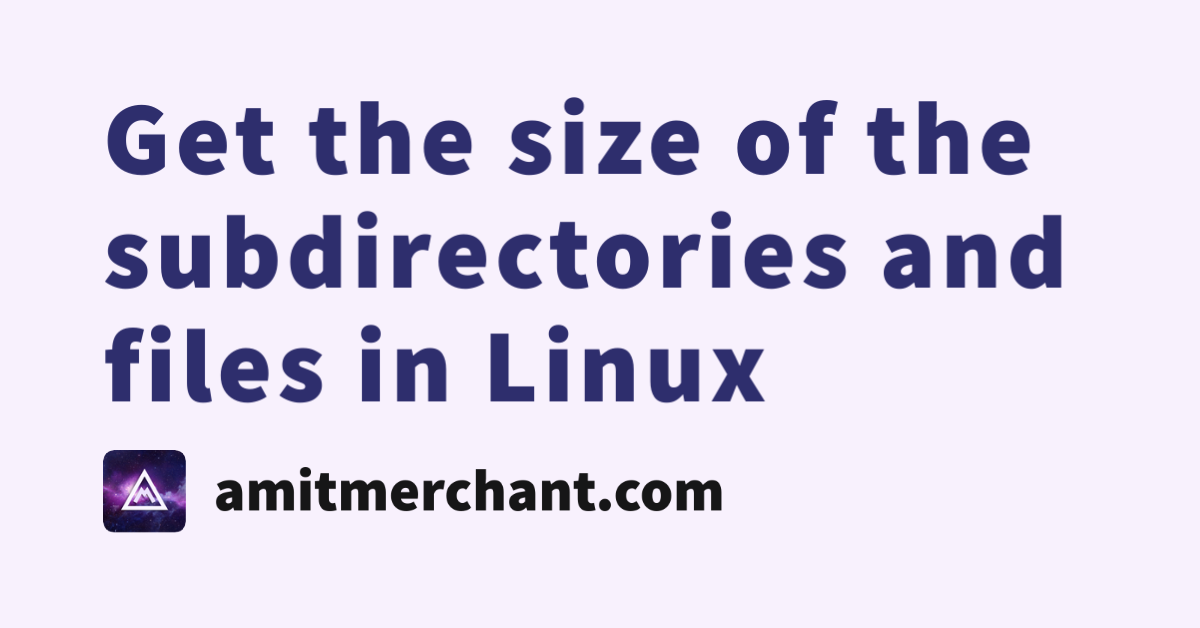 Get the size of the
subdirectories and
files in Linux
amitmerchant.com